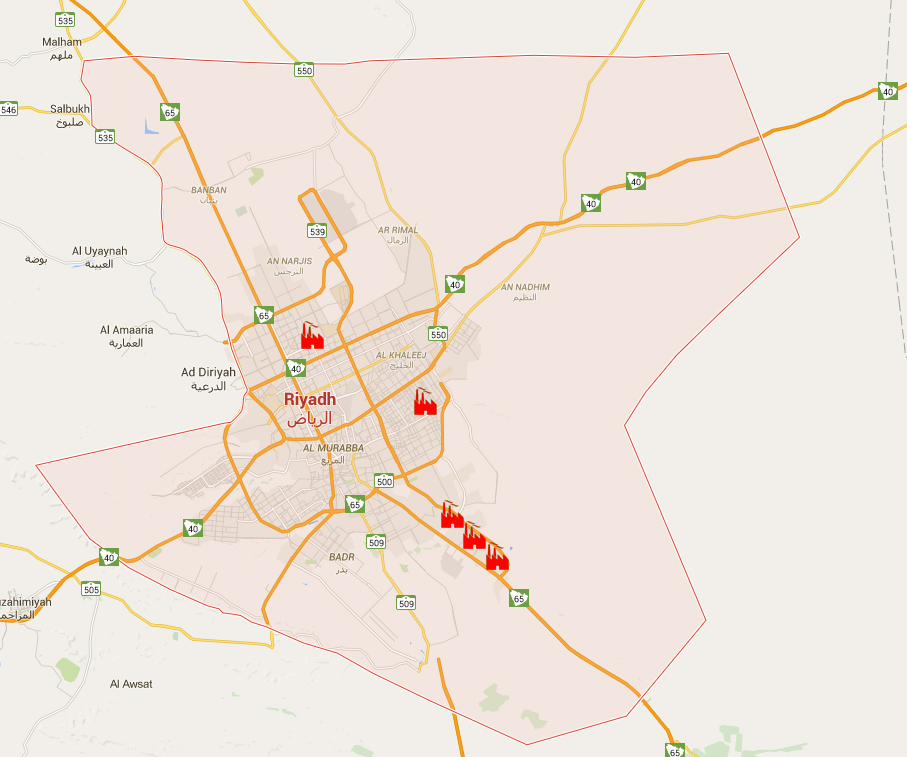 535
Malham
ملهم
550
40
65
546
Salbukh
صلبوخ
535
40
BANBAN
بنبان
40
539
AR RIMAL
الرمال
Al Uyaynah
العيينة
بوضة
AN NARJIS
النرجس
40
AN NADHIM
النظيم
65
Al Amaaria
العمارية
550
AL KHALEEJ
الخليج
40
Ad Diriyah
الدرعية
Riyadh
الرياض
AL MURABBA
المربع
500
65
40
509
BADR
بدر
40
505
65
509
zahimiyah
المزاحم
Al Awsat
65